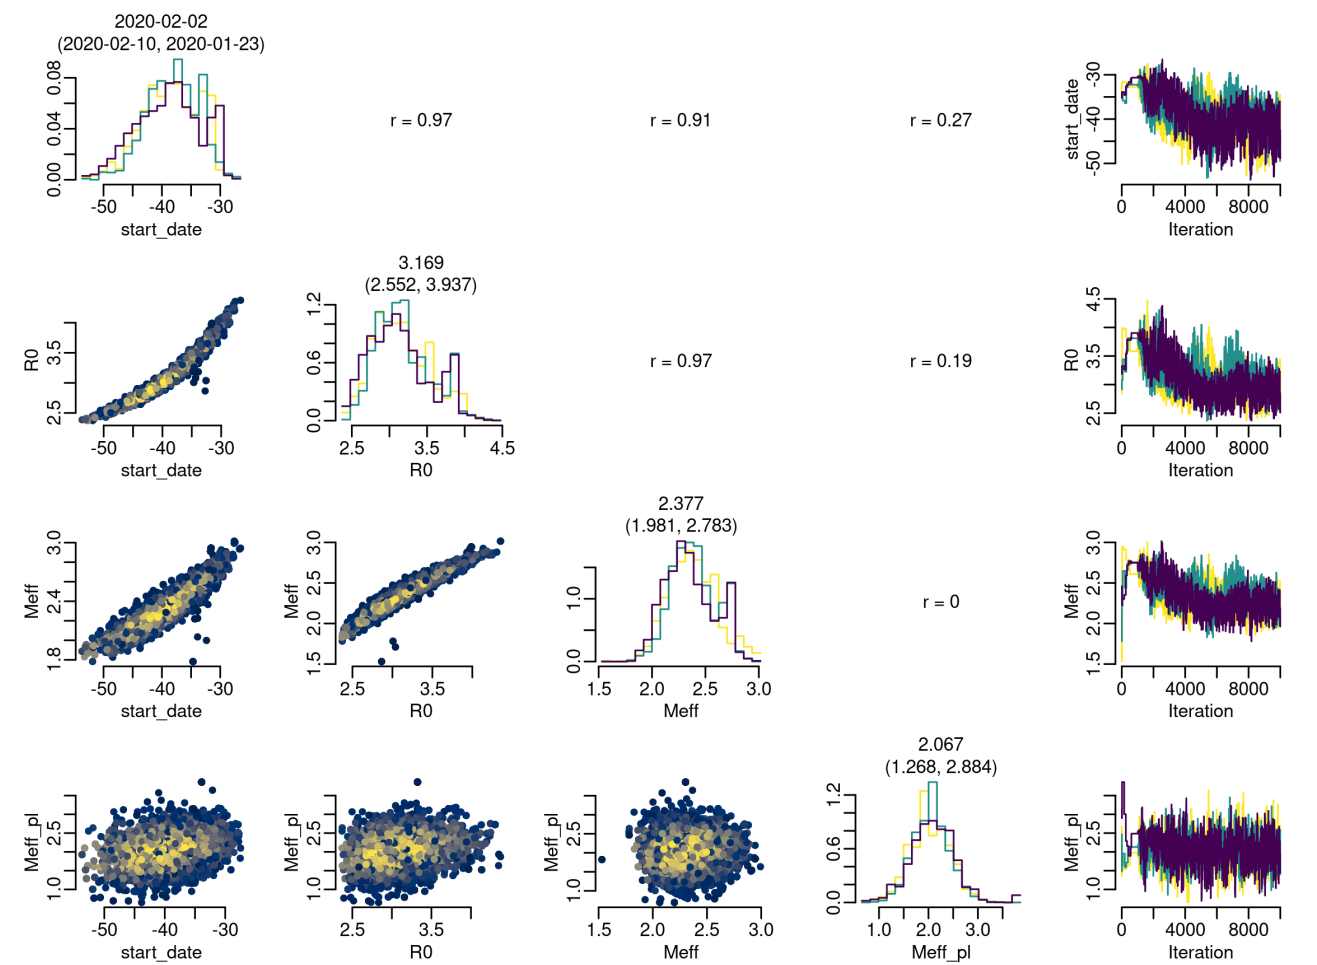 2020-02-02
(2020-02-10, 2020-01-23)
0.00 0.04 0.08
-50 -40 -30
start_date
r = 0.97
r = 0.91
r = 0.27
start_date
-50 -40 -30
0 4000 8000
Iteration
R0
2.5 3.5
-50 -40 -30
start_date
3.169
(2.552, 3.937)
0.0 0.6 1.2
2.5 3.5 4.5
R0
r = 0.97
r = 0.19
R0
2.5 3.5 4.5
0 4000 8000
Iteration
Meff
1.8 2.4 3.0
-50 -40 -30
start_date
Meff
1.5 2.0 2.5 3.0
2.5 3.5
R0
2.377
(1.981, 2.783)
0.0 1.0
1.5 2.0 2.5 3.0
Meff
r = 0
Meff
1.5 2.0 2.5 3.0
0 4000 8000
Iteration
Meff_pl
1.0 2.5
-50 -40 -30
start_date
Meff_pl
1.0 2.5
2.5 3.5
R0
Meff_pl
1.0 2.5
1.5 2.0 2.5 3.0
Meff
2.067
(1.268, 2.884)
0.0 0.6 1.2
1.0 2.0 3.0
Meff_pl
Meff_pl
1.0 2.5
0 4000 8000
Iteration